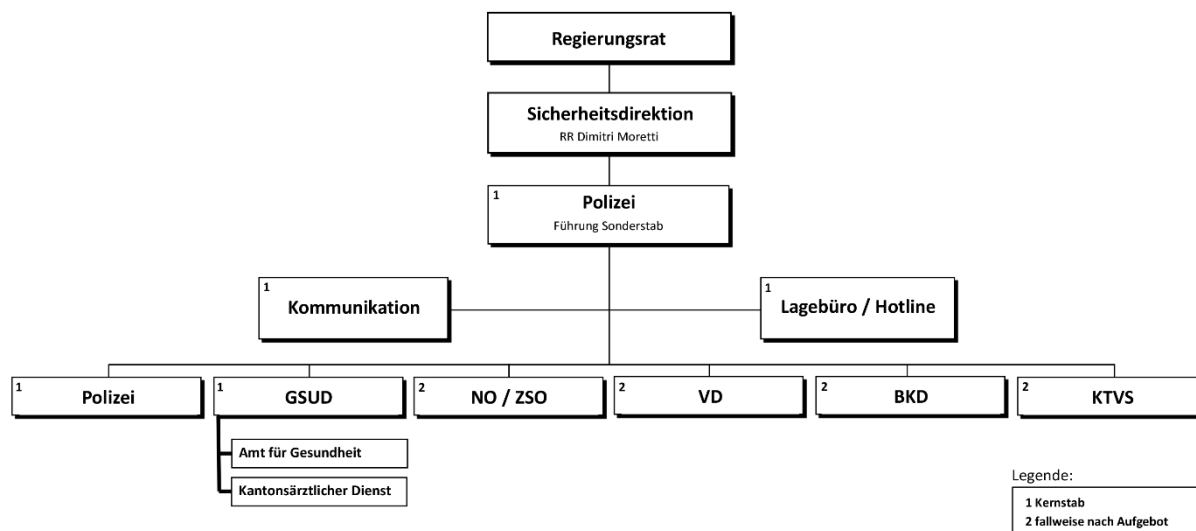 Regierungsrat
Sicherheitsdirektion
RR Dimitri Moretti
1
Polizei
Führung Sonderstab
1
Kommunikation
1
Lagebüro / Hotline
1
Polizei
1
GSUD
2
NO / ZSO
2
VD
2
BKD
2
KTVS
Amt für Gesundheit
Kantonsärztlicher Dienst
Legende:
1 Kernstab
2 fallweise nach Aufgebot